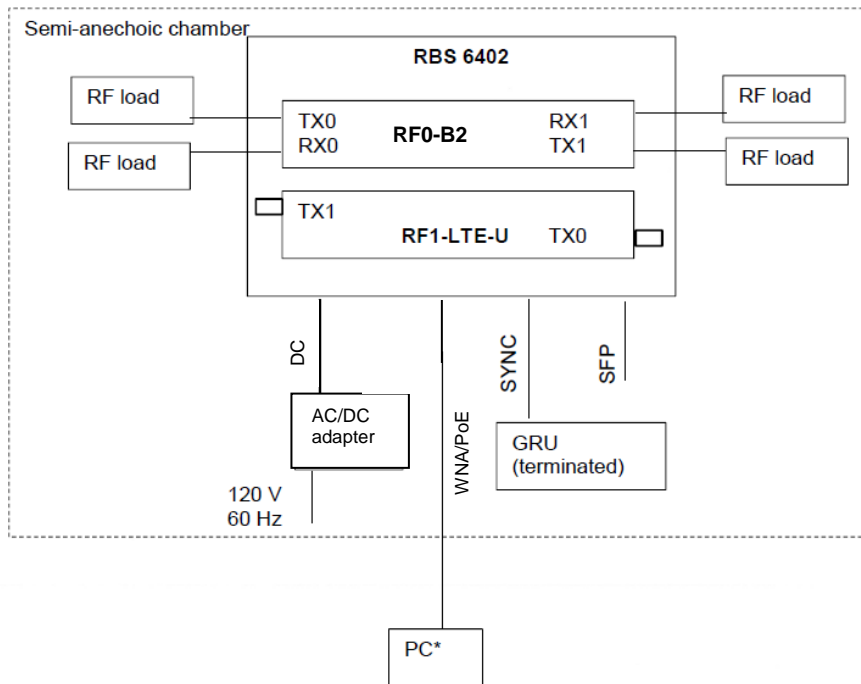 Semi-anechoic chamber
RBS 6402
RF load
RF load
TX0
RX0
RF0-B2
RX1
TX1
RF load
RF load
TX1
RF1-LTE-U
TX0
DC
WNA/PoE
SYNC
SFP
AC/DC
adapter
GRU
(terminated)
120 V
60 Hz
PC*